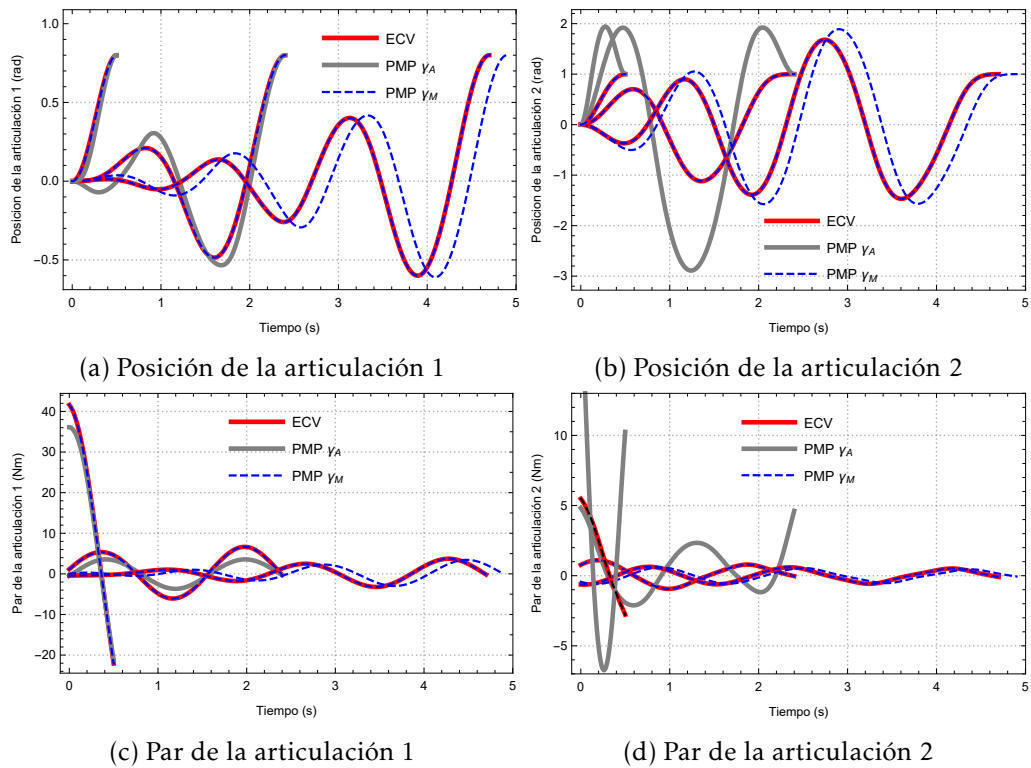 Posicion de la articulación 1 (rad)
1.0
0.5
0.0
−0.5
0
1
2
3
4
5
Tiempo (s)
ECV
PMP γA
PMP γM
(a) Posición de la articulación 1
Posicion de la articulación 2 (rad)
2
1
0
−1
−2
−3
0
1
2
3
4
5
Tiempo (s)
ECV
PMP γA
PMP γM
(b) Posición de la articulación 2
Par de la articulación 1 (Nm)
40
30
20
10
0
−10
−20
0
1
2
3
4
5
Tiempo (s)
ECV
PMP γA
PMP γM
(c) Par de la articulación 1
Par de la articulación 2 (Nm)
10
5
0
−5
0
1
2
3
4
5
Tiempo (s)
ECV
PMP γA
PMP γM
(d) Par de la articulación 2